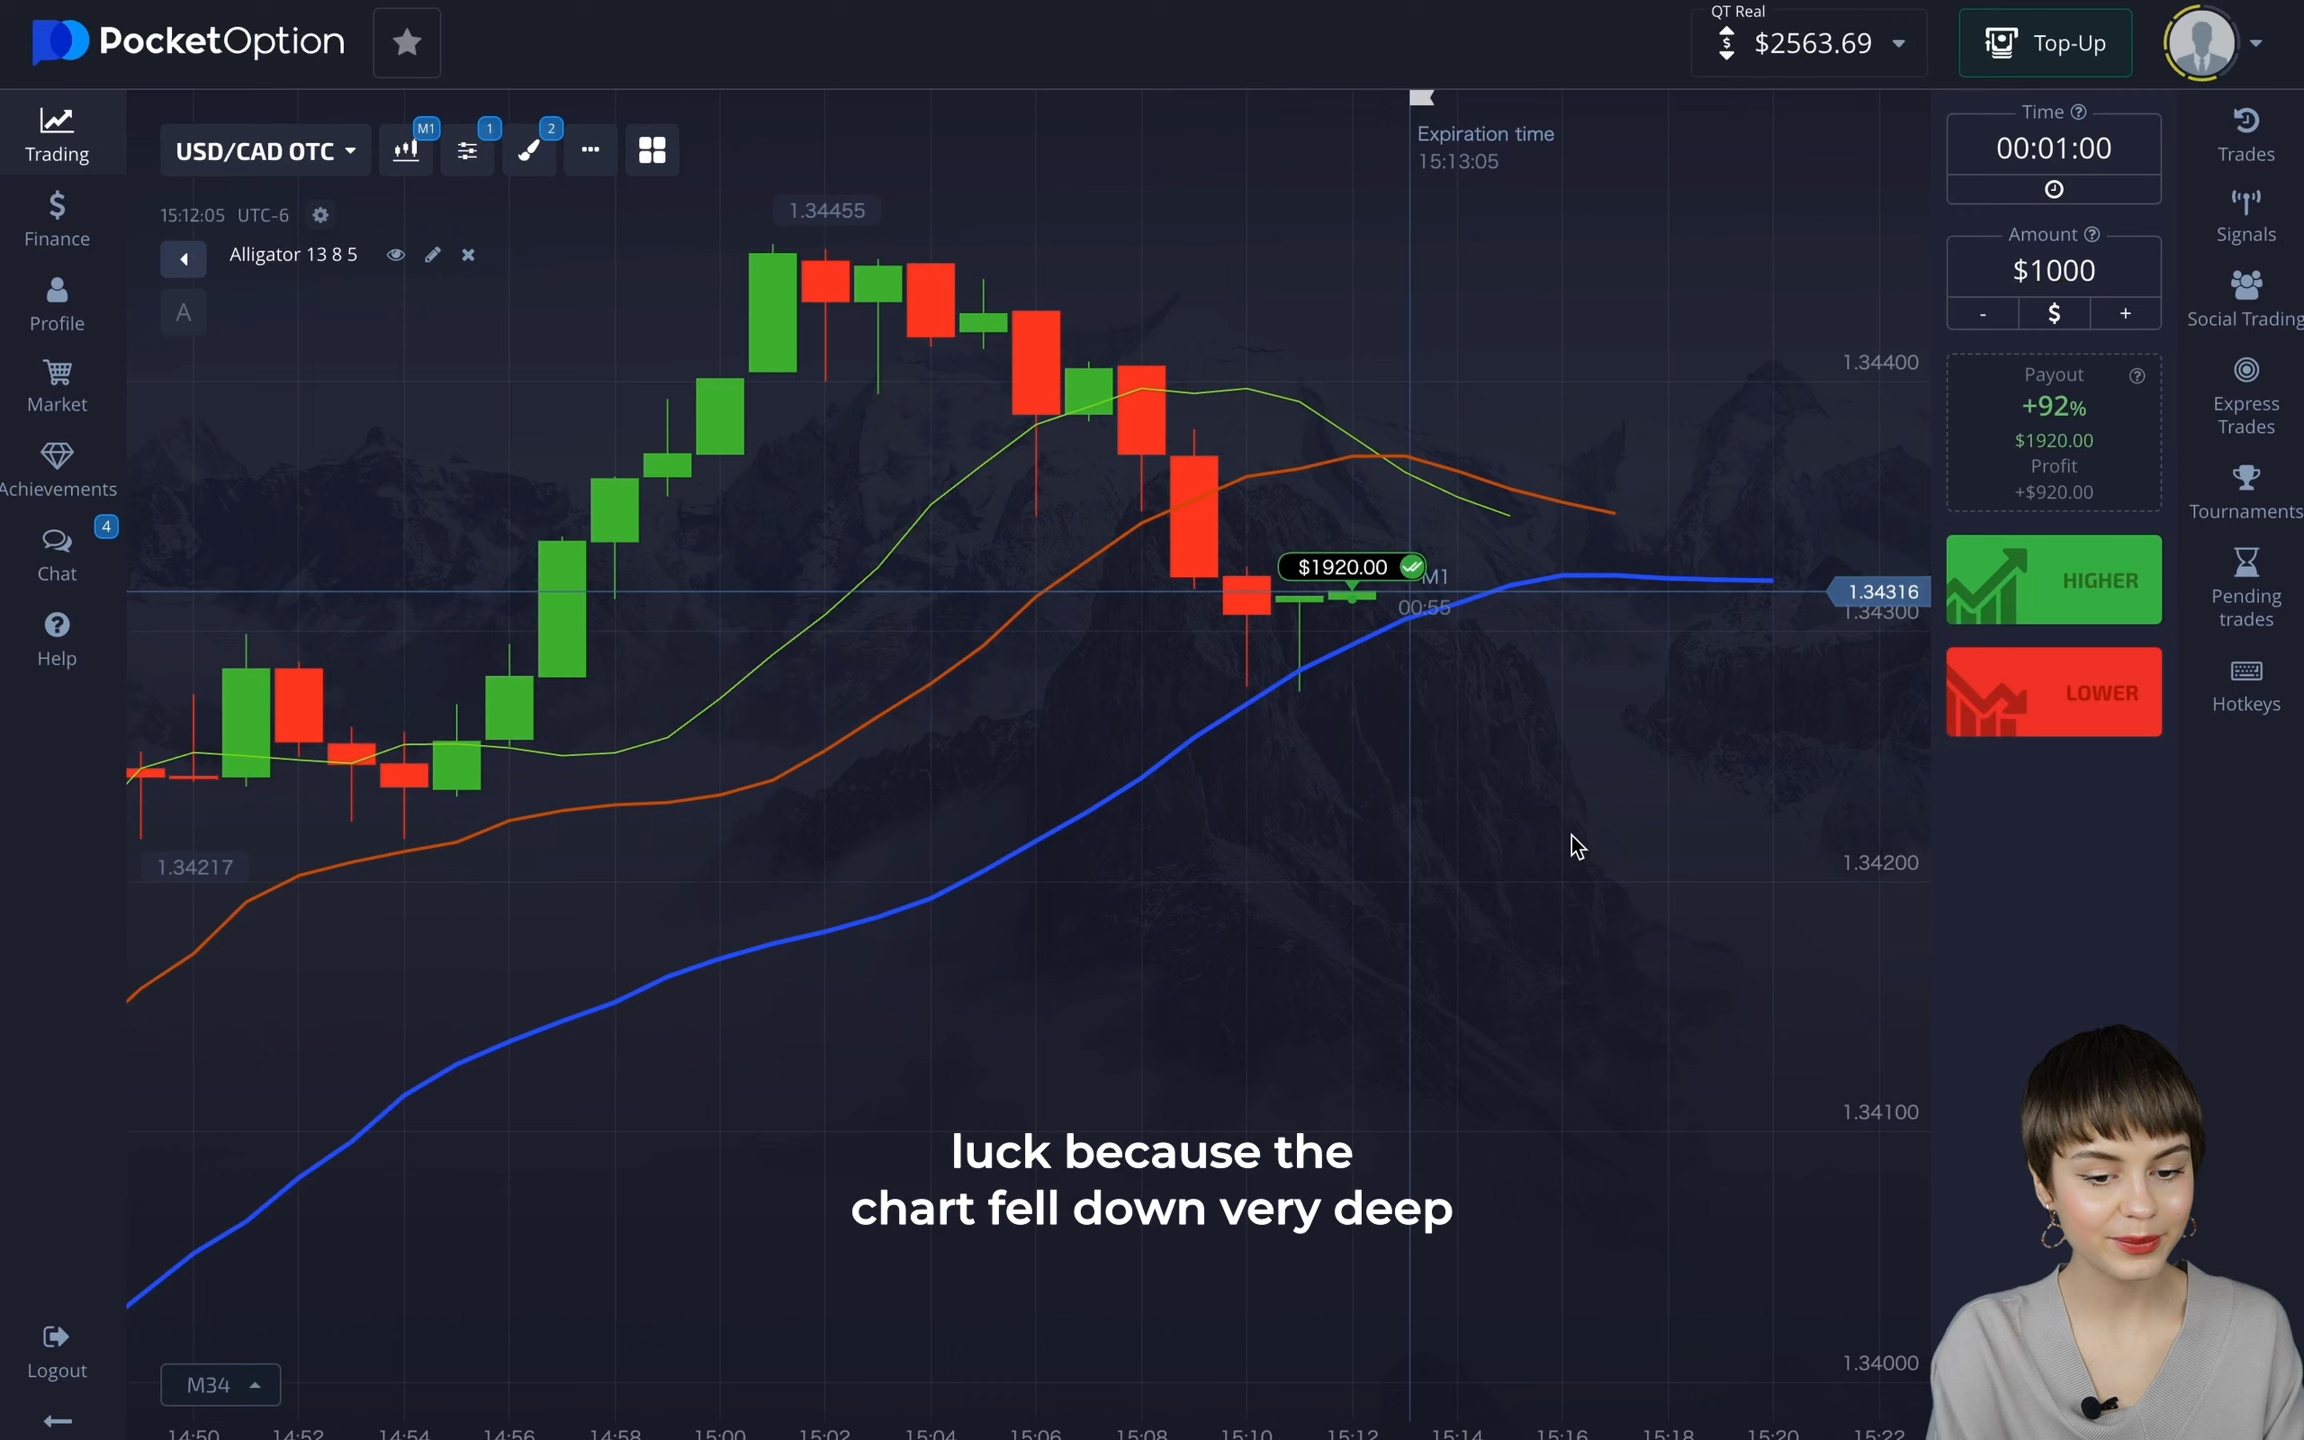 PocketOption
QT Real
$2563.69
Top-Up
Trading
Finance
Profile
Market
Achievements
4
Chat
Help
Logout
USD/CAD OTC
M1
1
2
15:12:05 UTC-6
Alligator 13 8 5
A
1.34455
1.34217
Expiration time
15:13:05
$1920.00
M1
00:55
1.34400
1.34316
1.34300
1.34200
1.34100
1.34000
luck because the
chart fell down very deep
M34
14:50 14:52 14:54 14:56 14:58 15:00 15:02 15:04 15:06 15:08 15:10 15:12 15:14 15:16 15:18 15:20 15:22
Time
00:01:00
Amount
$1000
- $ +
Payout
+92%
$1920.00
Profit
+$920.00
HIGHER
LOWER
Trades
Signals
Social Trading
Express
Trades
Tournaments
Pending
trades
Hotkeys